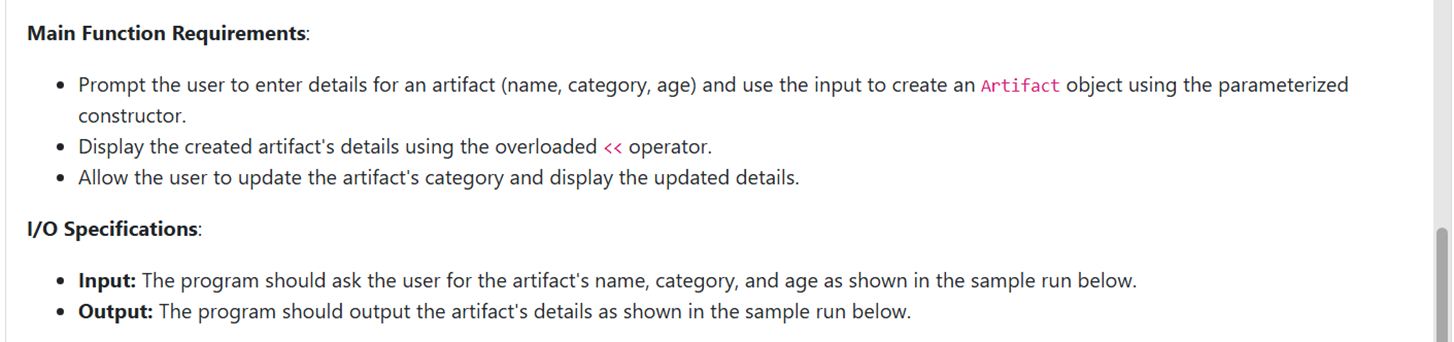 Main Function Requirements:
• Prompt the user to enter details for an artifact (name, category, age) and use the input to create an Artifact object using the parameterized
constructor.
• Display the created artifact's details using the overloaded << operator.
• Allow the user to update the artifact's category and display the updated details.
I/O Specifications:
• Input: The program should ask the user for the artifact's name, category, and age as shown in the sample run below.
• Output: The program should output the artifact's details as shown in the sample run below.